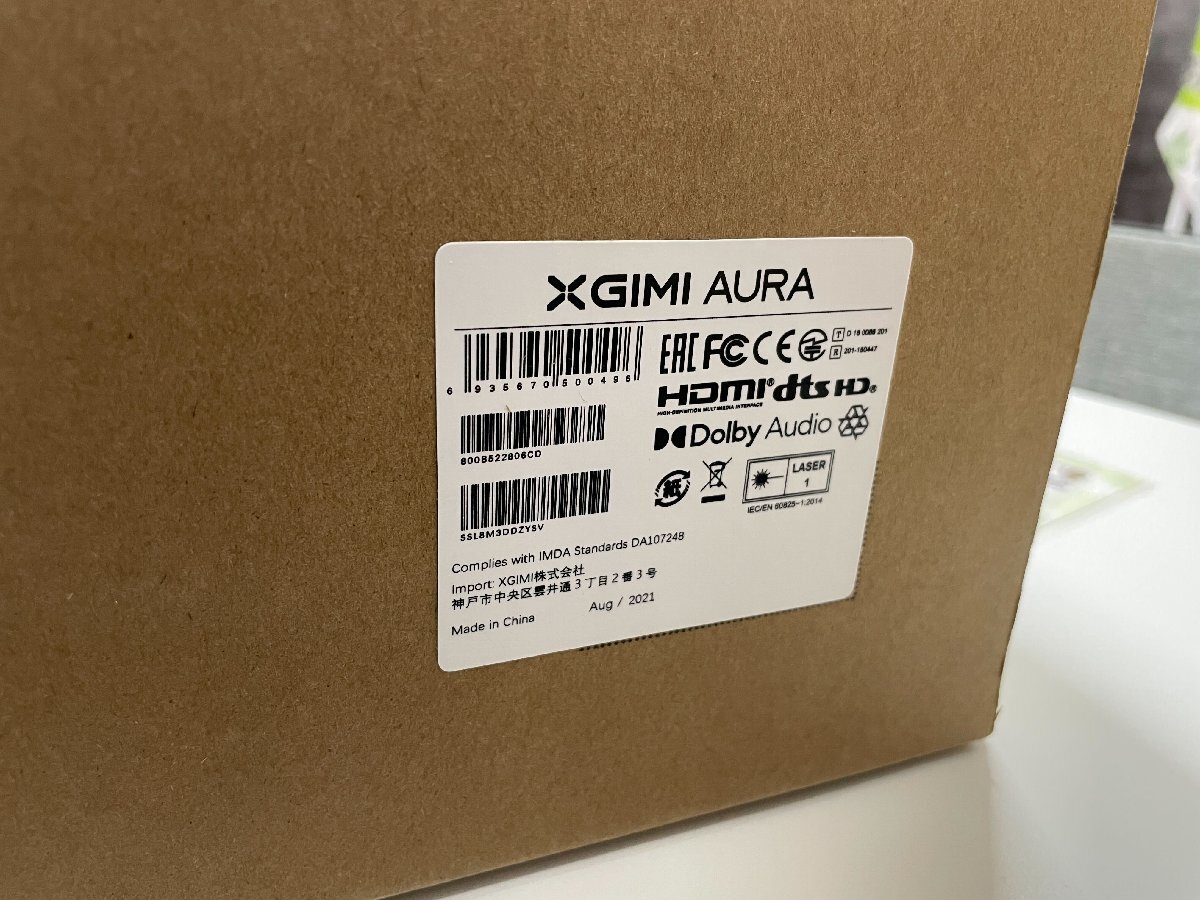 XGIMI AURA
6 935670 500495
EAC FC CE
T D 18 0088 201
R 201-180447
HDMI® dts HD®
HIGH-DEFINITION MULTIMEDIA INTERFACE
8008522806CD
Dolby Audio
紙
LASER
1
IEC/EN 60825-1:2014
5SL8M3DDZYSV
Complies with IMDA Standards DA107248
Import: XGIMI株式会社
神戸市中央区雲井通3丁目2番3号
Aug / 2021
Made in China